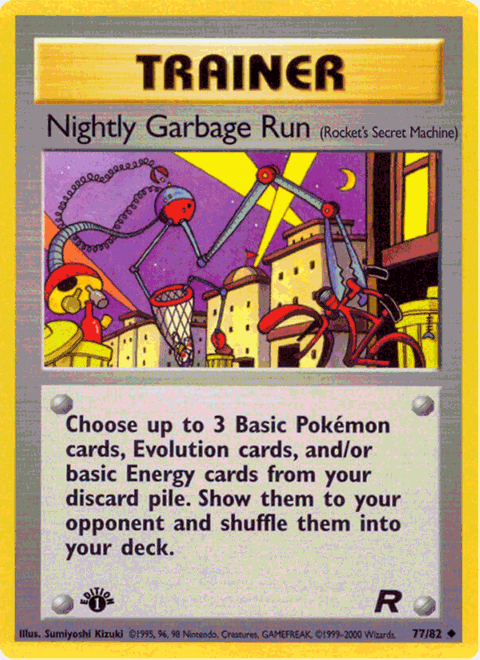 TRAINER
Nightly Garbage Run (Rocket's Secret Machine)
Choose up to 3 Basic Pokémon
cards, Evolution cards, and/or
basic Energy cards from your
discard pile. Show them to your
opponent and shuffle them into
your deck.
EDITION
1
R
Illus. Sumiyoshi Kizuki ©1995, 96, 98 Nintendo, Creatures, GAMEFREAK. ©1999-2000 Wizards. 77/82 ◆